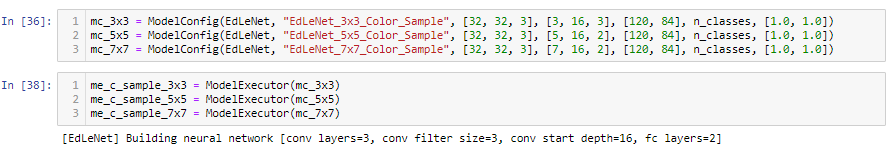 In [36]:
1 mc_3x3 = ModelConfig(EdLeNet, "EdLeNet_3x3_Color_Sample", [32, 32, 3], [3, 16, 3], [120, 84], n_classes, [1.0, 1.0])
2 mc_5x5 = ModelConfig(EdLeNet, "EdLeNet_5x5_Color_Sample", [32, 32, 3], [5, 16, 2], [120, 84], n_classes, [1.0, 1.0])
3 mc_7x7 = ModelConfig(EdLeNet, "EdLeNet_7x7_Color_Sample", [32, 32, 3], [7, 16, 2], [120, 84], n_classes, [1.0, 1.0])
In [38]:
1 me_c_sample_3x3 = ModelExecutor(mc_3x3)
2 me_c_sample_5x5 = ModelExecutor(mc_5x5)
3 me_c_sample_7x7 = ModelExecutor(mc_7x7)
[EdLeNet] Building neural network [conv layers=3, conv filter size=3, conv start depth=16, fc layers=2]